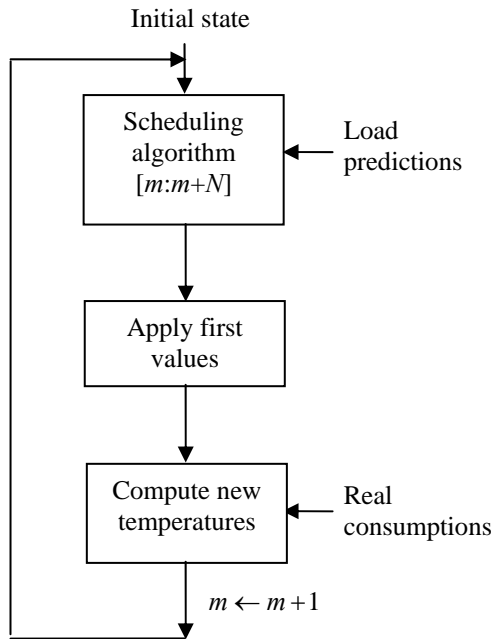 Initial state
Scheduling
algorithm
[m:m+N]
Load
predictions
Apply first
values
Compute new
temperatures
Real
consumptions
m ← m+1